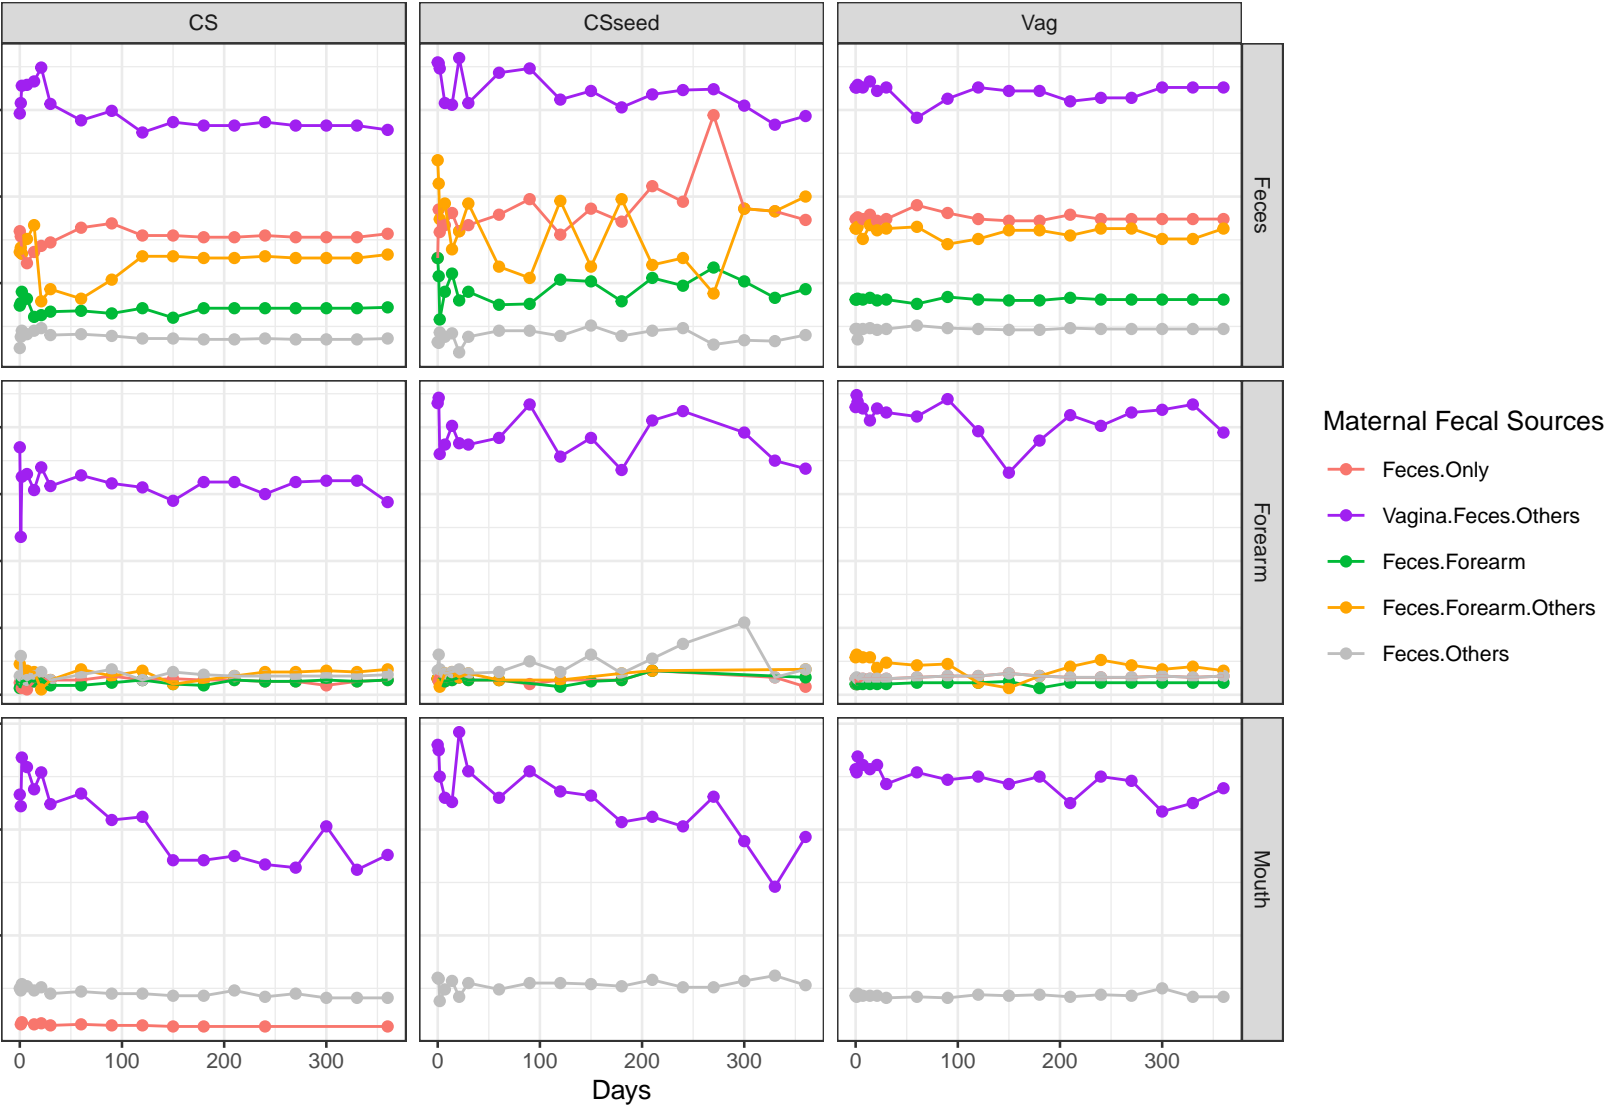 CS
CSseed
Vag
Feces
Forearm
Mouth
0 100 200 300
0 100 200 300
0 100 200 300
Days
Maternal Fecal Sources
Feces.Only
Vagina.Feces.Others
Feces.Forearm
Feces.Forearm.Others
Feces.Others